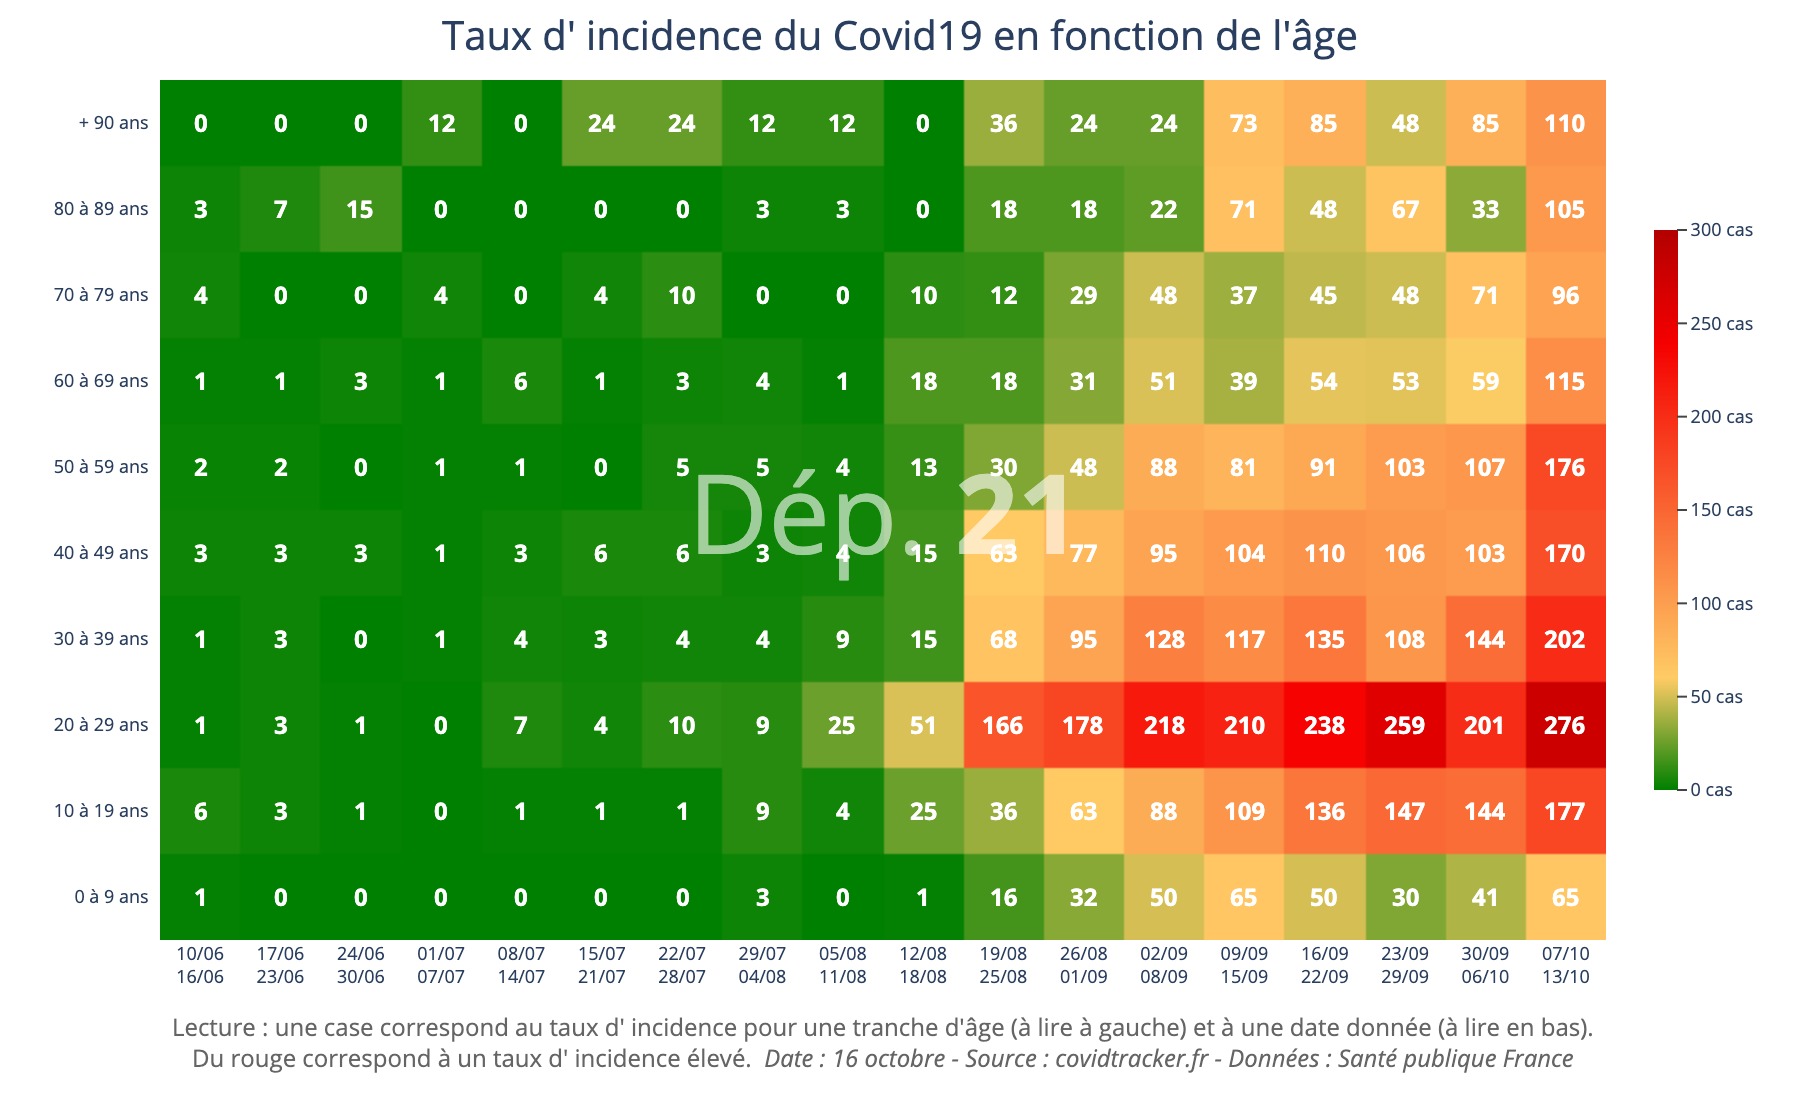 Taux d' incidence du Covid19 en fonction de l'âge
+ 90 ans 0 0 0 12 0 24 24 12 12 0 36 24 24 73 85 48 85 110
80 à 89 ans 3 7 15 0 0 0 0 3 3 0 18 18 22 71 48 67 33 105
70 à 79 ans 4 0 0 4 0 4 10 0 0 10 12 29 48 37 45 48 71 96
60 à 69 ans 1 1 3 1 6 1 3 4 1 18 18 31 51 39 54 53 59 115
50 à 59 ans 2 2 0 1 1 0 5 5 4 13 30 48 88 81 91 103 107 176
Dép. 21
40 à 49 ans 3 3 3 1 3 6 6 3 4 15 63 77 95 104 110 106 103 170
30 à 39 ans 1 3 0 1 4 3 4 4 9 15 68 95 128 117 135 108 144 202
20 à 29 ans 1 3 1 0 7 4 10 9 25 51 166 178 218 210 238 259 201 276
10 à 19 ans 6 3 1 0 1 1 1 9 4 25 36 63 88 109 136 147 144 177
0 à 9 ans 1 0 0 0 0 0 0 3 0 1 16 32 50 65 50 30 41 65
10/06 17/06 24/06 01/07 08/07 15/07 22/07 29/07 05/08 12/08 19/08 26/08 02/09 09/09 16/09 23/09 30/09 07/10
16/06 23/06 30/06 07/07 14/07 21/07 28/07 04/08 11/08 18/08 25/08 01/09 08/09 15/09 22/09 29/09 06/10 13/10
300 cas
250 cas
200 cas
150 cas
100 cas
50 cas
0 cas
Lecture : une case correspond au taux d' incidence pour une tranche d'âge (à lire à gauche) et à une date donnée (à lire en bas).
Du rouge correspond à un taux d' incidence élevé. Date : 16 octobre - Source : covidtracker.fr - Données : Santé publique France